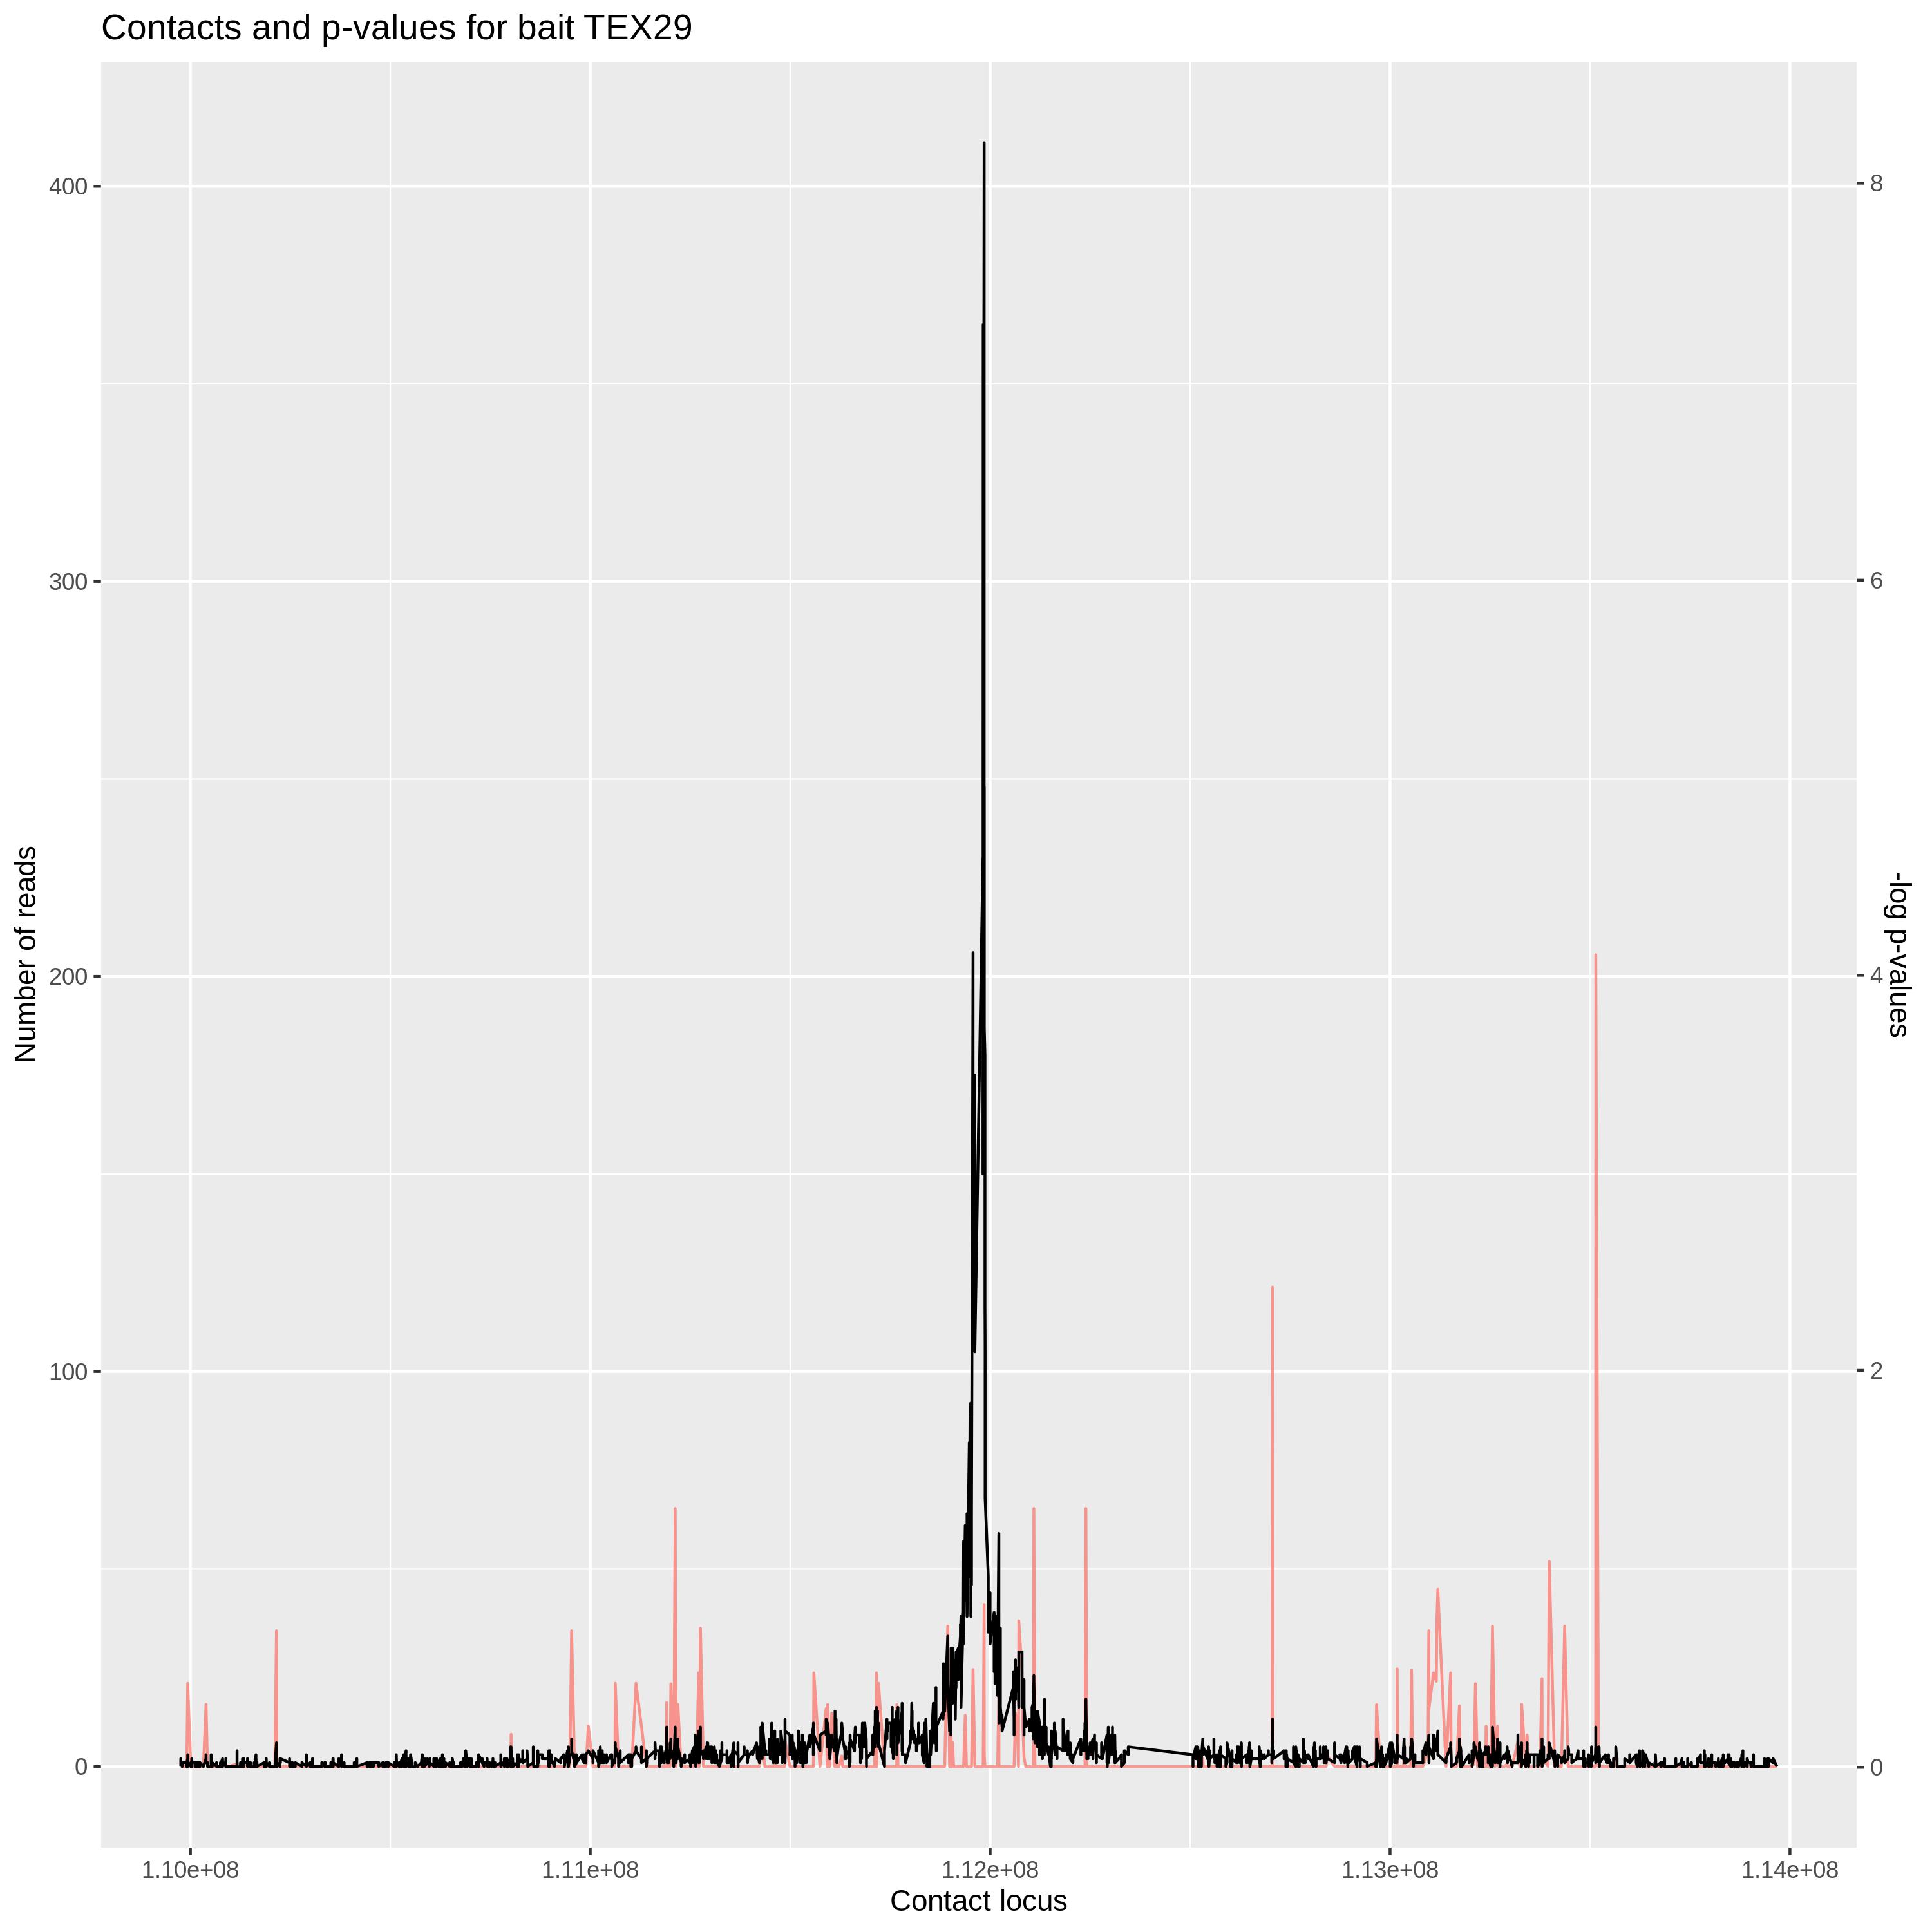 Contacts and p-values for bait TEX29
400
300
200
100
0
Number of reads
8
6
4
2
0
-log p-values
1.10e+08
1.11e+08
1.12e+08
1.13e+08
1.14e+08
Contact locus